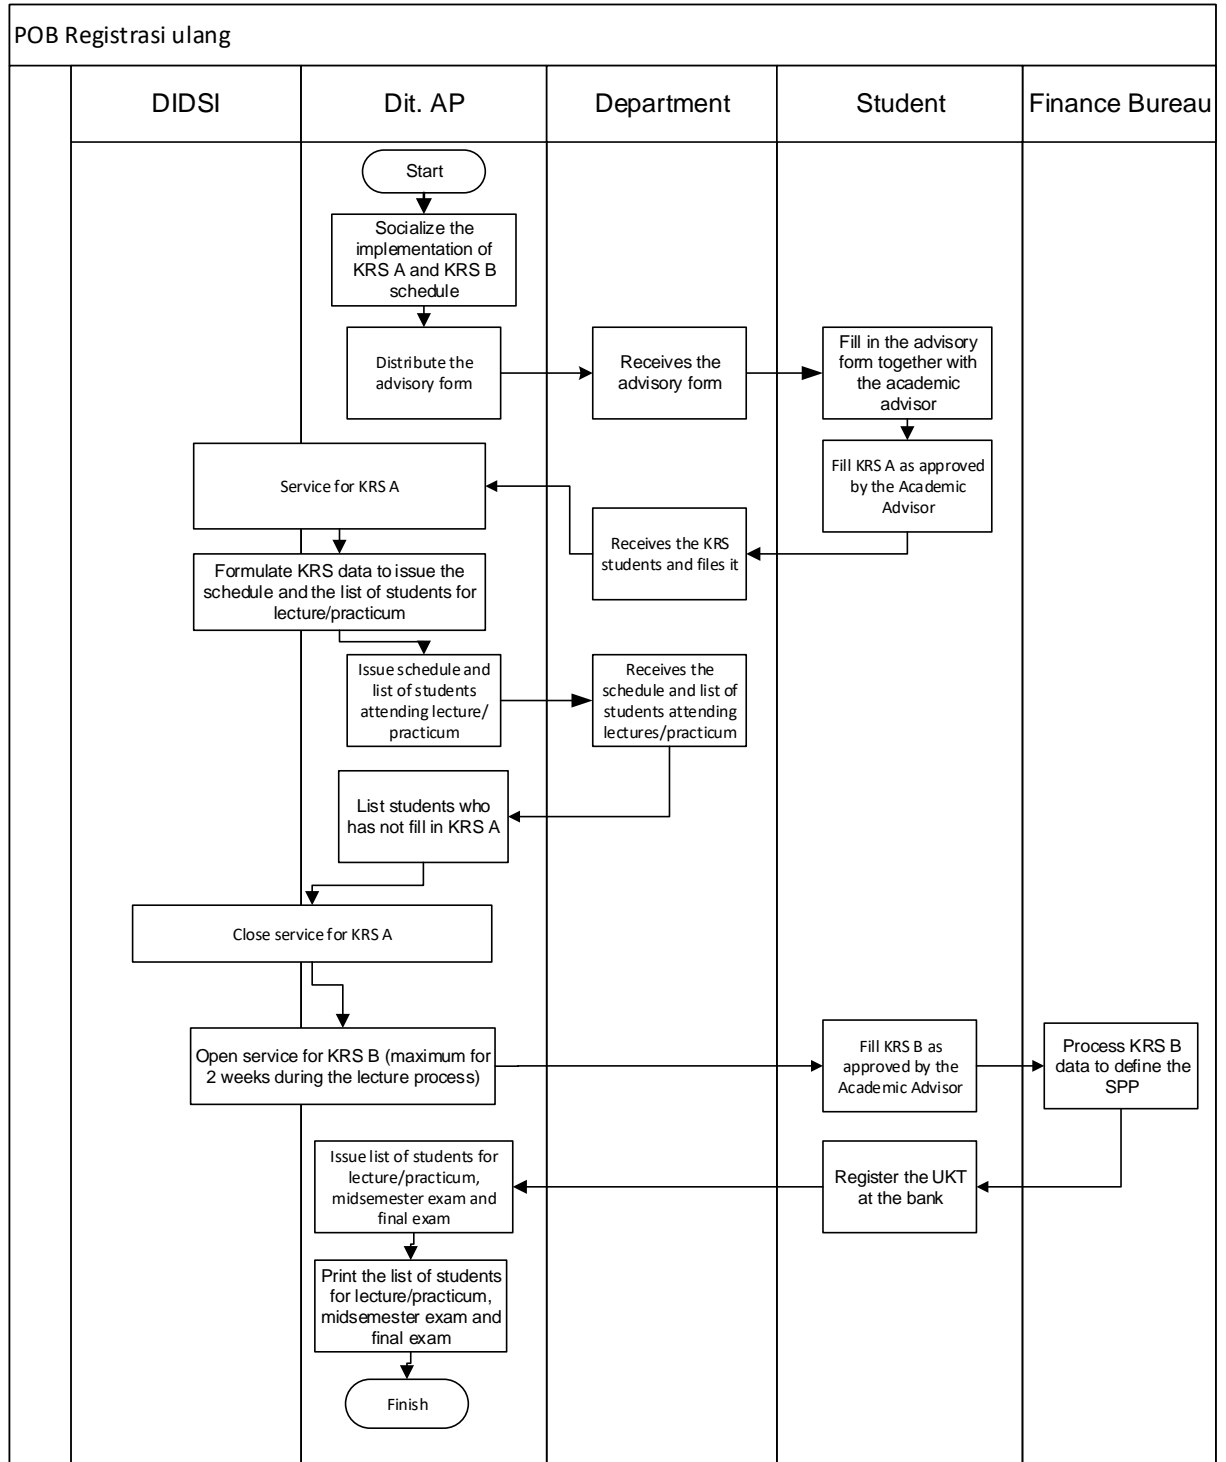 POB Registrasi ulang
DIDSI
Dit. AP
Department
Student
Finance Bureau
Start
Socialize the
implementation of
KRS A and KRS B
schedule
Distribute the
advisory form
Receives the
advisory form
Fill in the advisory
form together with
the academic
advisor
Fill KRS A as approved
by the Academic
Advisor
Service for KRS A
Receives the KRS
students and files it
Formulate KRS data to issue the
schedule and the list of students for
lecture/practicum
Issue schedule and
list of students
attending lecture/
practicum
Receives the
schedule and list of
students attending
lectures/practicum
List students who
has not fill in KRS A
Close service for KRS A
Open service for KRS B (maximum for
2 weeks during the lecture process)
Fill KRS B as
approved by the
Academic Advisor
Process KRS B
data to define the
SPP
Register the UKT
at the bank
Issue list of students for
lecture/practicum,
midsemester exam and
final exam
Print the list of students
for lecture/practicum,
midsemester exam and
final exam
Finish